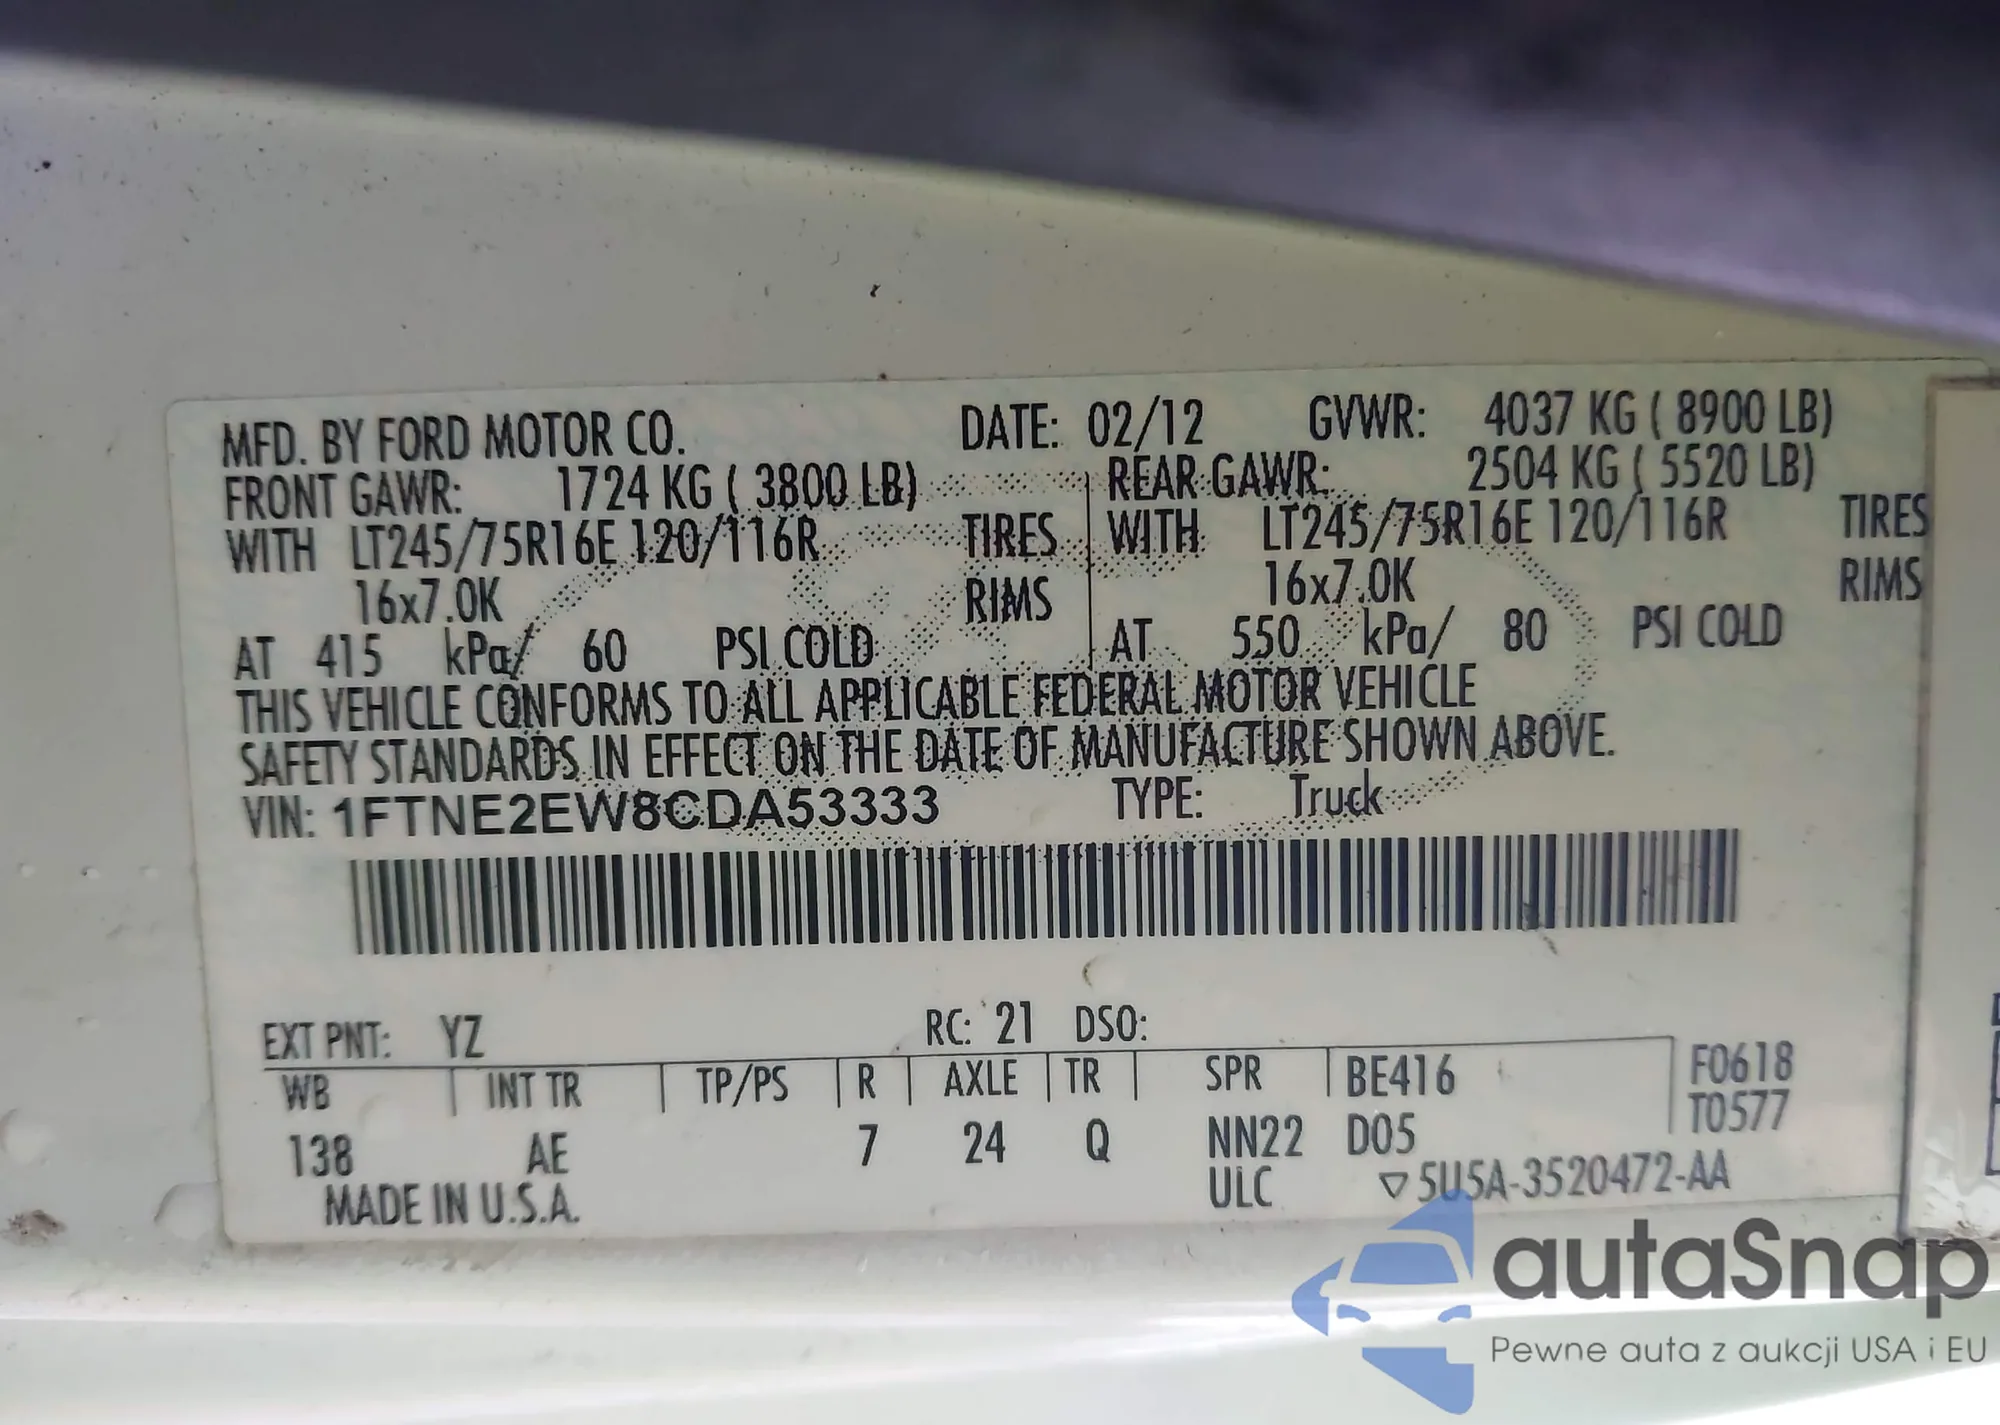 MFD. BY FORD MOTOR CO. DATE: 02/12 GVWR: 4037 KG ( 8900 LB)
FRONT GAWR: 1724 KG ( 3800 LB) REAR GAWR: 2504 KG ( 5520 LB)
WITH LT245/75R16E 120/116R TIRES WITH LT245/75R16E 120/116R TIRES
16x7.0K RIMS 16x7.0K RIMS
AT 415 kPa/ 60 PSI COLD AT 550 kPa/ 80 PSI COLD
THIS VEHICLE CONFORMS TO ALL APPLICABLE FEDERAL MOTOR VEHICLE
SAFETY STANDARDS IN EFFECT ON THE DATE OF MANUFACTURE SHOWN ABOVE.
VIN: 1FTNE2EW8CDA53333 TYPE: Truck
EXT PNT: YZ RC: 21 DSO:
WB INT TR TP/PS R AXLE TR SPR BE416 F0618
T0577
138 AE 7 24 Q NN22 D05
MADE IN U.S.A. ULC ▽5U5A-3520472-AA
autaSnap
Pewne auta z aukcji USA i EU